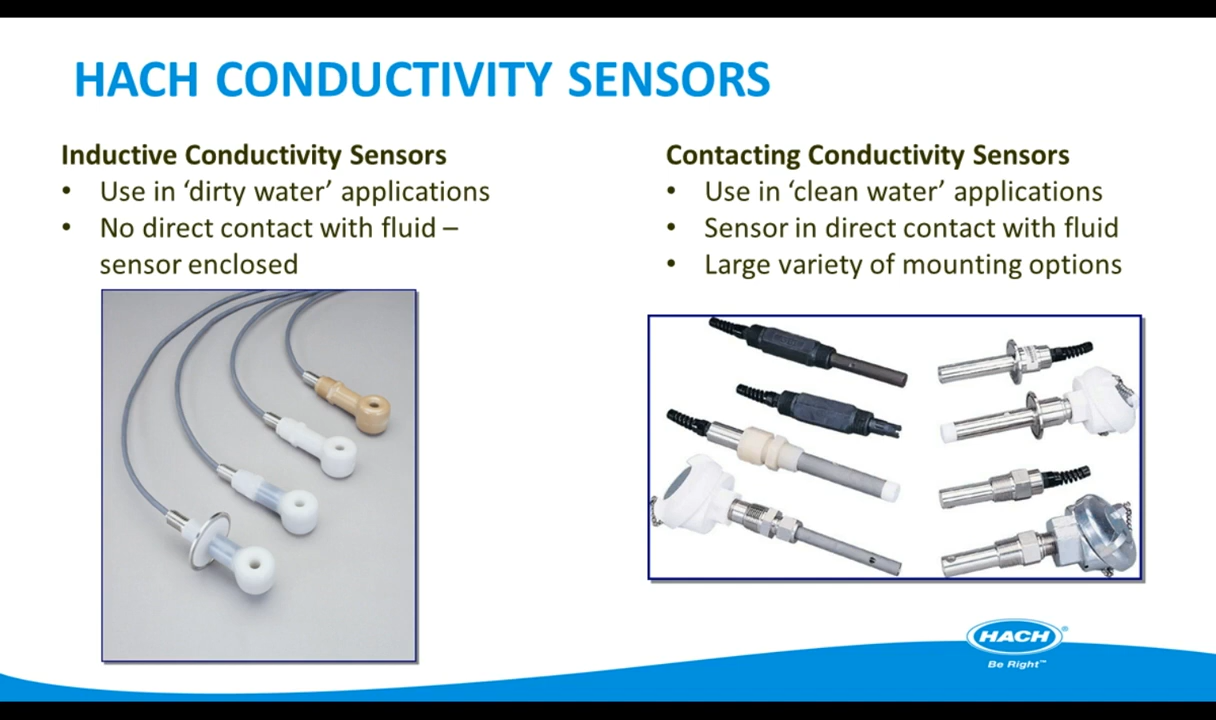 HACH CONDUCTIVITY SENSORS
Inductive Conductivity Sensors
• Use in ‘dirty water’ applications
• No direct contact with fluid –
sensor enclosed
Contacting Conductivity Sensors
• Use in ‘clean water’ applications
• Sensor in direct contact with fluid
• Large variety of mounting options
HACH®
Be Right™